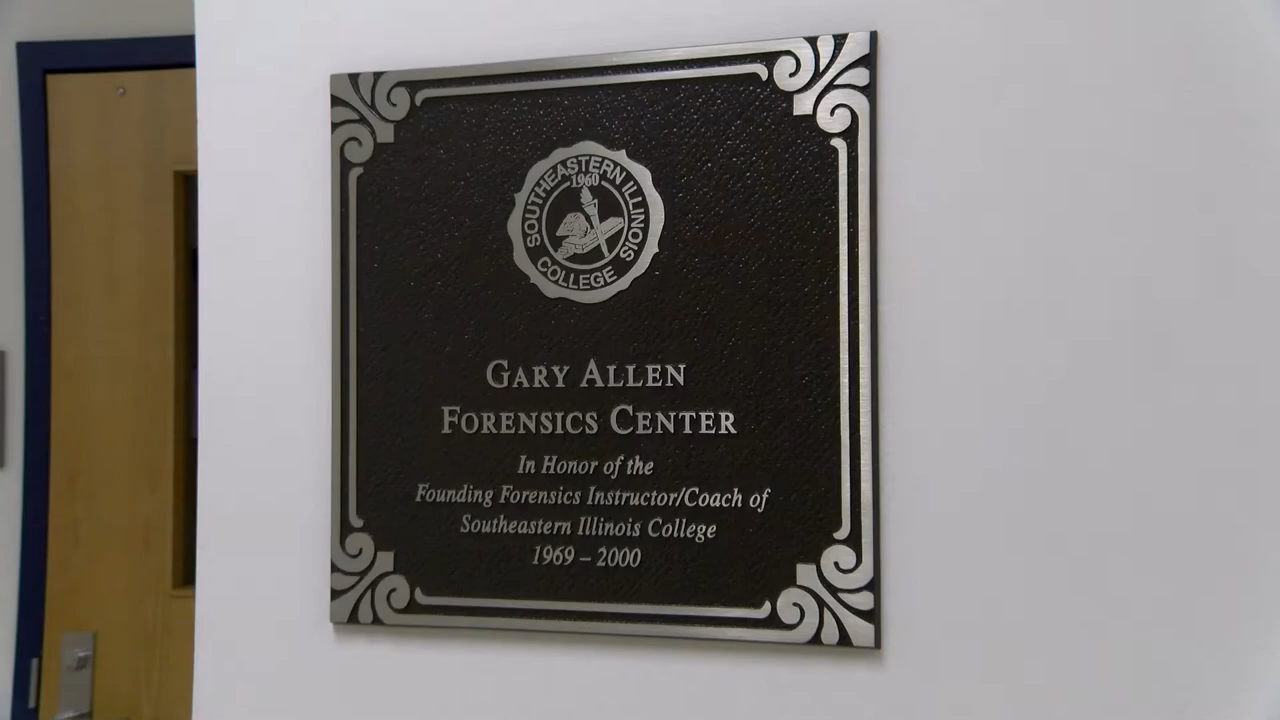 SOUTHEASTERN ILLINOIS
1960
COLLEGE
GARY ALLEN
FORENSICS CENTER
In Honor of the
Founding Forensics Instructor/Coach of
Southeastern Illinois College
1969 – 2000